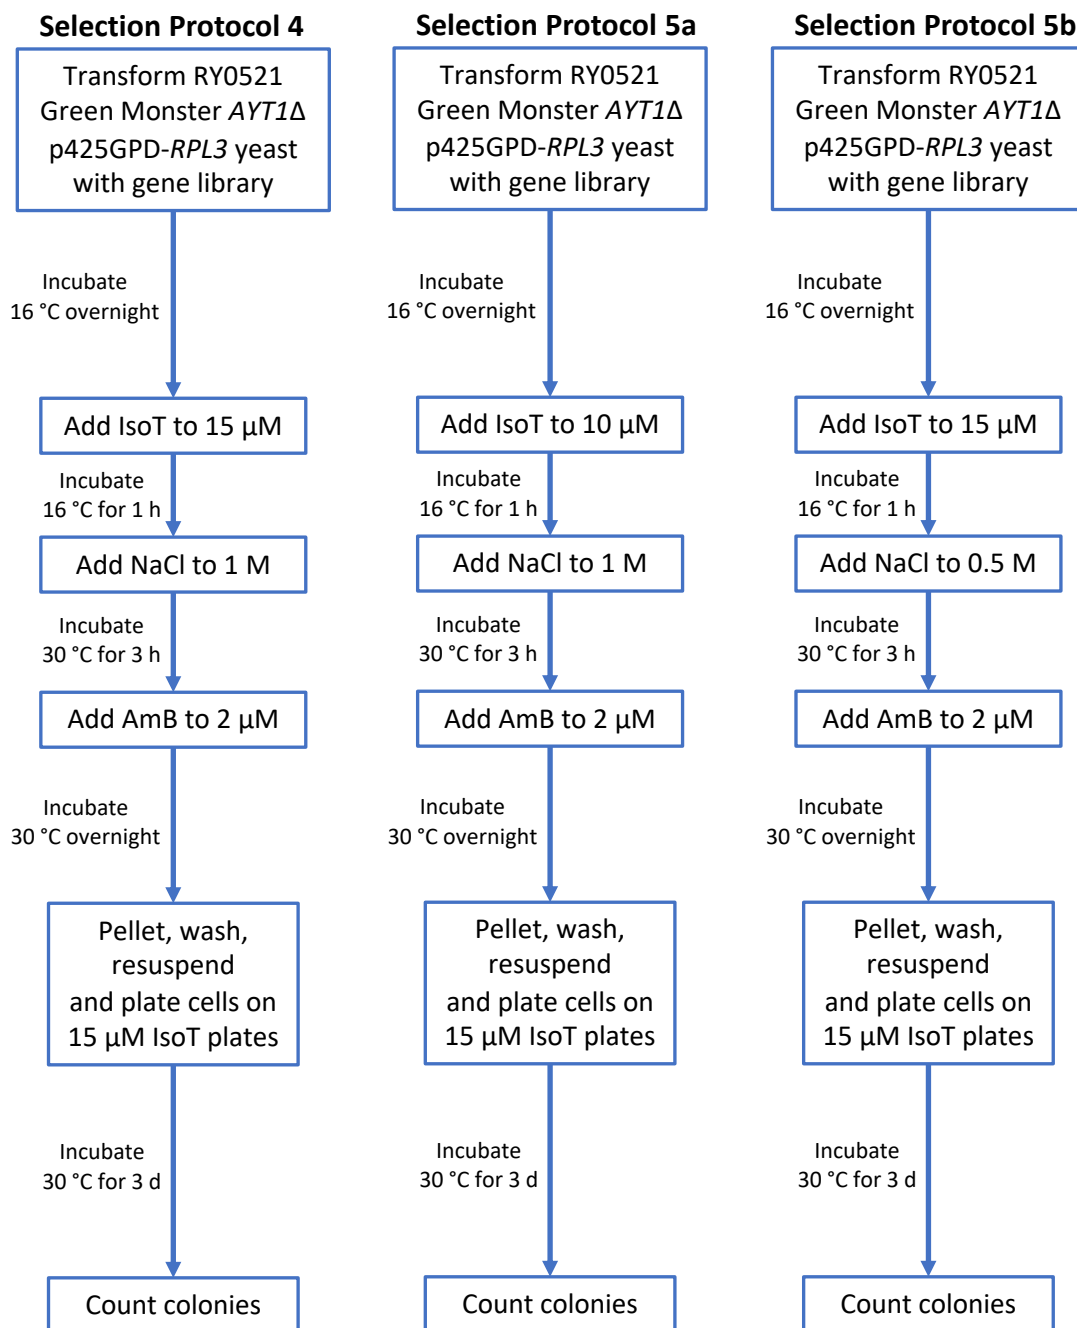 Selection Protocol 4
Transform RY0521
Green Monster AYT1Δ
p425GPD-RPL3 yeast
with gene library
Incubate
16 °C overnight
Add IsoT to 15 µM
Incubate
16 °C for 1 h
Add NaCl to 1 M
Incubate
30 °C for 3 h
Add AmB to 2 µM
Incubate
30 °C overnight
Pellet, wash,
resuspend
and plate cells on
15 µM IsoT plates
Incubate
30 °C for 3 d
Count colonies
Selection Protocol 5a
Transform RY0521
Green Monster AYT1Δ
p425GPD-RPL3 yeast
with gene library
Incubate
16 °C overnight
Add IsoT to 10 µM
Incubate
16 °C for 1 h
Add NaCl to 1 M
Incubate
30 °C for 3 h
Add AmB to 2 µM
Incubate
30 °C overnight
Pellet, wash,
resuspend
and plate cells on
15 µM IsoT plates
Incubate
30 °C for 3 d
Count colonies
Selection Protocol 5b
Transform RY0521
Green Monster AYT1Δ
p425GPD-RPL3 yeast
with gene library
Incubate
16 °C overnight
Add IsoT to 15 µM
Incubate
16 °C for 1 h
Add NaCl to 0.5 M
Incubate
30 °C for 3 h
Add AmB to 2 µM
Incubate
30 °C overnight
Pellet, wash,
resuspend
and plate cells on
15 µM IsoT plates
Incubate
30 °C for 3 d
Count colonies